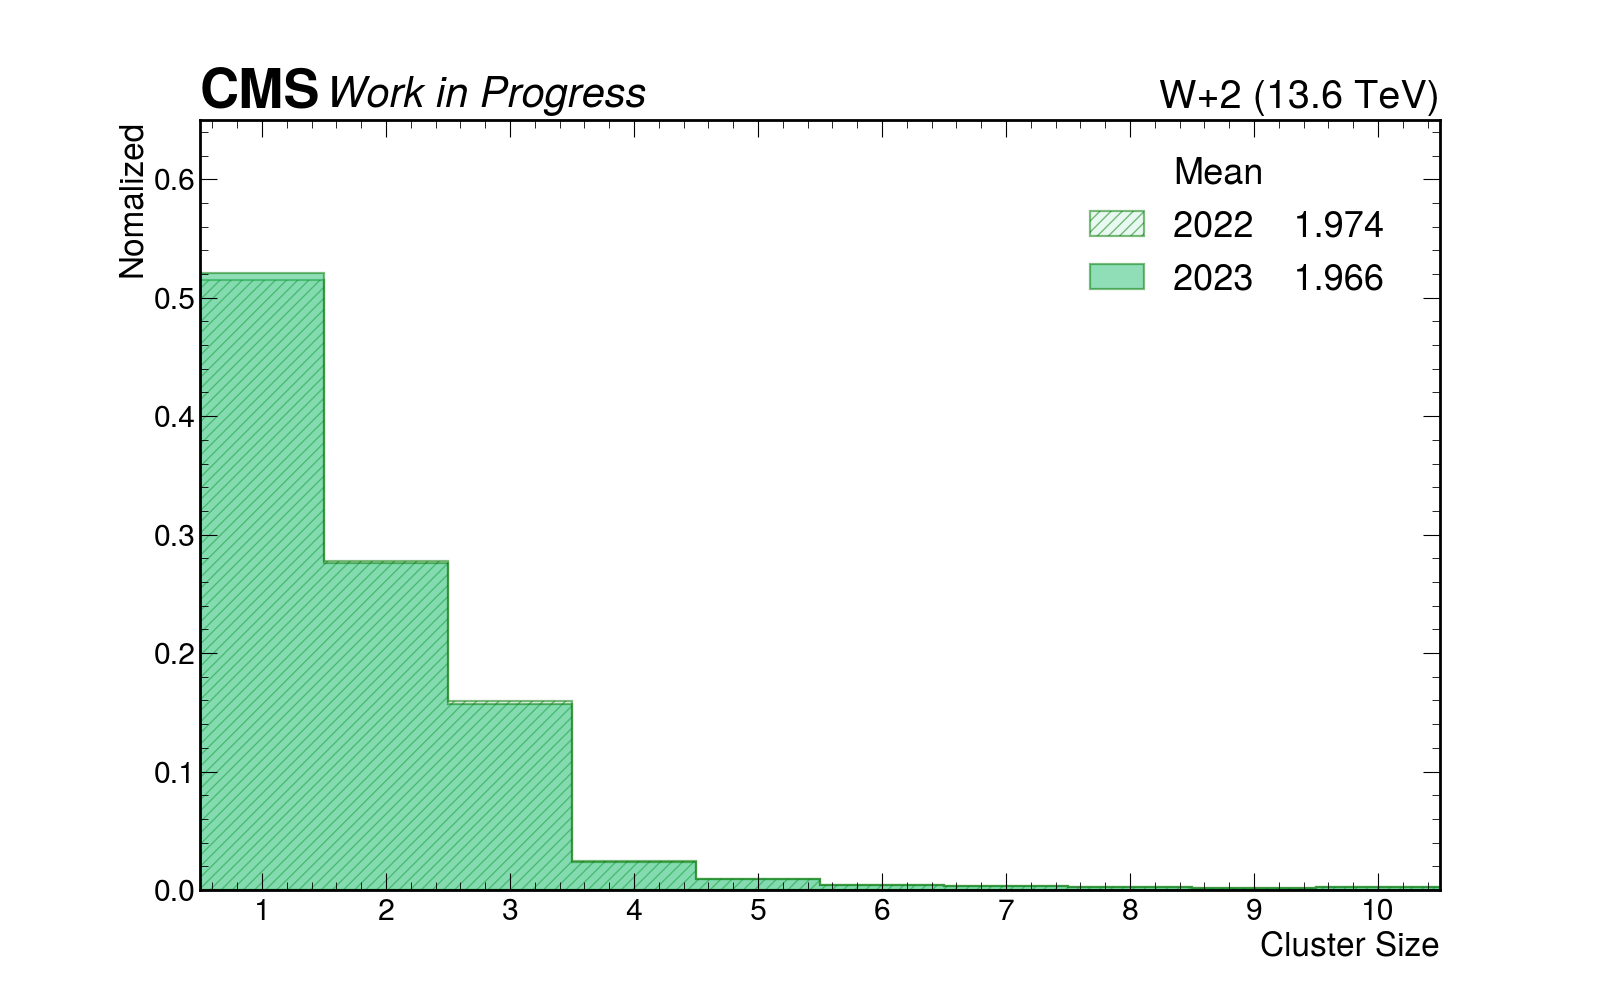 CMS Work in Progress
W+2 (13.6 TeV)
Nomalized
0.6
0.5
0.4
0.3
0.2
0.1
0.0
Mean
2022 1.974
2023 1.966
1 2 3 4 5 6 7 8 9 10
Cluster Size